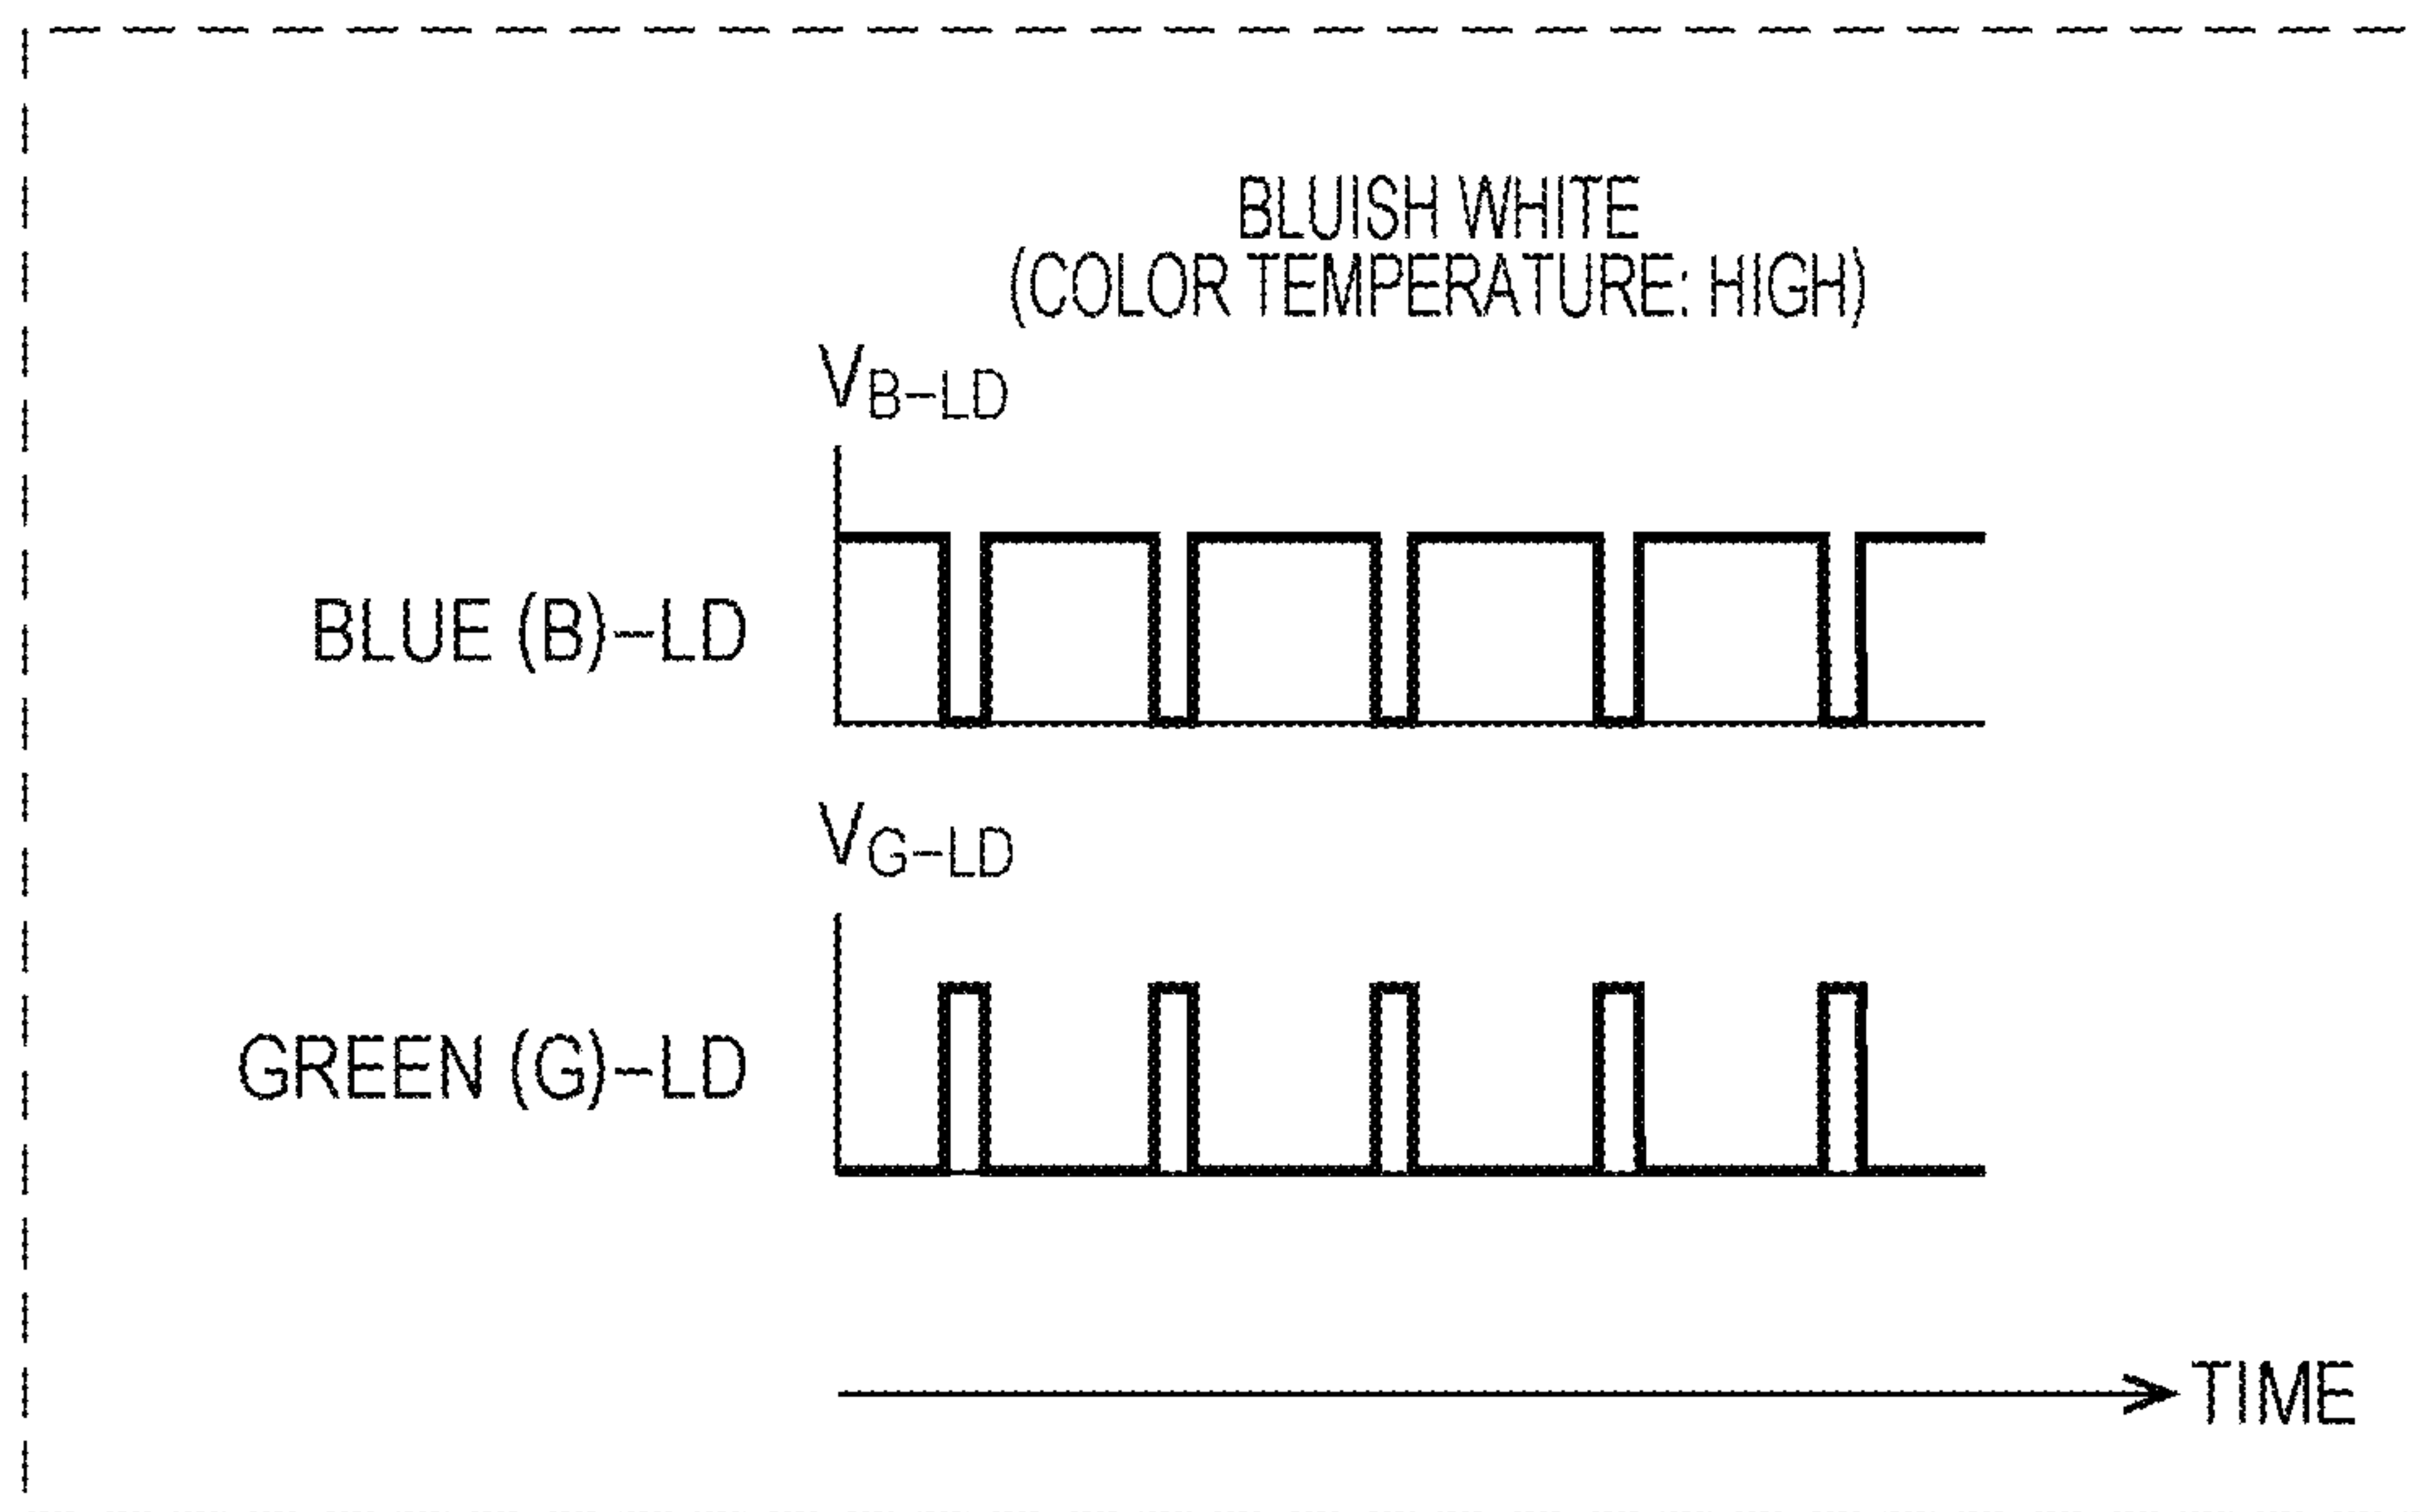 BLUISH WHITE
(COLOR TEMPERATURE: HIGH)
VB-LD
BLUE (B)-LD
VG-LD
GREEN (G)-LD
TIME